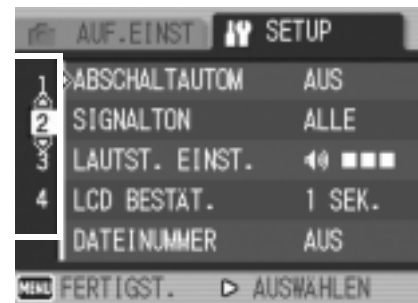 AUF.EINST SETUP
1 ABSCHALTAUTOM AUS
2 SIGNALTON ALLE
3 LAUTST. EINST.
4 LCD BESTÄT. 1 SEK.
DATEINUMMER AUS
MENU FERTIGST. AUSWÄHLEN